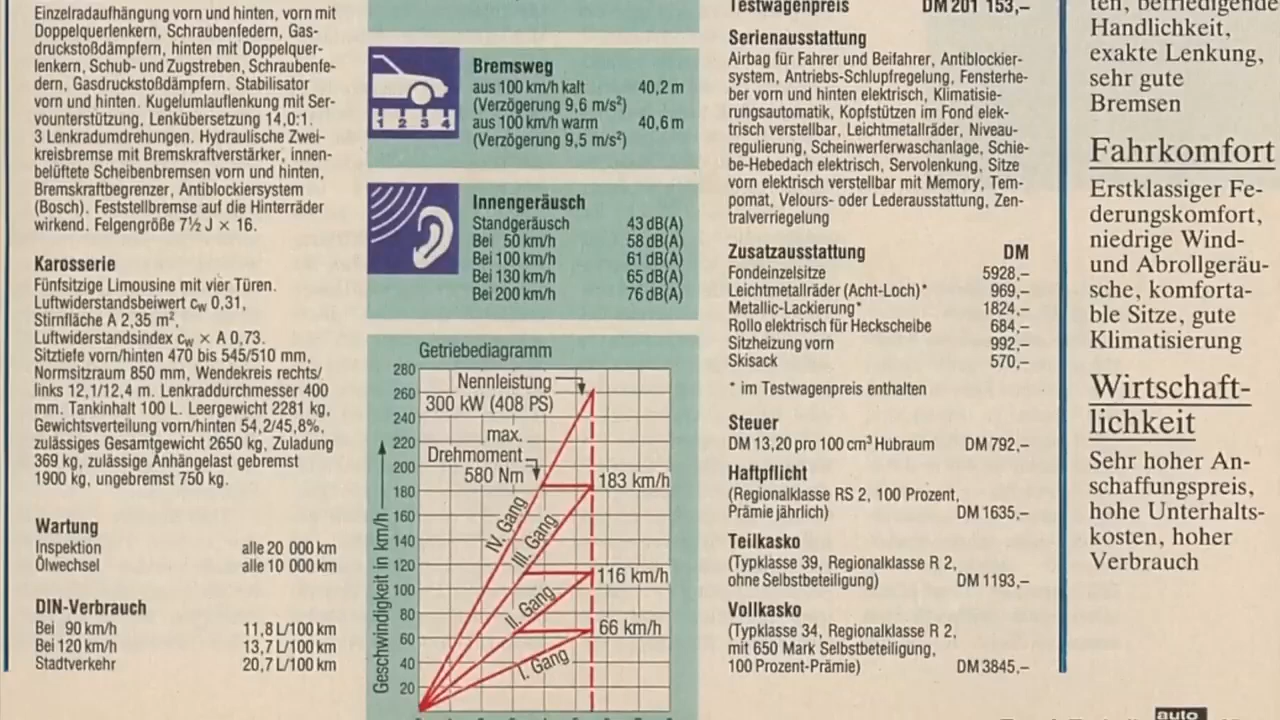 Einzelradaufhängung vorn und hinten, vorn mit
Doppelquerlenkern, Schraubenfedern, Gas-
druckstoßdämpfern, hinten mit Doppelquer-
lenkern, Schub- und Zugstreben, Schraubenfe-
dern, Gasdruckstoßdämpfern. Stabilisator
vorn und hinten. Kugelumlauflenkung mit Ser-
vounterstützung, Lenkübersetzung 14,0:1.
3 Lenkradumdrehungen. Hydraulische Zwei-
kreisbremse mit Bremskraftverstärker, innen-
belüftete Scheibenbremsen vorn und hinten,
Bremskraftbegrenzer, Antiblockiersystem
(Bosch). Feststellbremse auf die Hinterräder
wirkend. Felgengröße 7½ J × 16.
Karosserie
Fünfsitzige Limousine mit vier Türen.
Luftwiderstandsbeiwert cw 0,31,
Stirnfläche A 2,35 m²,
Luftwiderstandsindex cw × A 0,73.
Sitztiefe vorn/hinten 470 bis 545/510 mm,
Normsitzraum 850 mm, Wendekreis rechts/
links 12,1/12,4 m. Lenkraddurchmesser 400
mm. Tankinhalt 100 L. Leergewicht 2281 kg,
Gewichtsverteilung vorn/hinten 54,2/45,8%,
zulässiges Gesamtgewicht 2650 kg, Zuladung
369 kg, zulässige Anhängelast gebremst
1900 kg, ungebremst 750 kg.
Wartung
Inspektion alle 20 000 km
Ölwechsel alle 10 000 km
DIN-Verbrauch
Bei 90 km/h 11,8 L/100 km
Bei 120 km/h 13,7 L/100 km
Stadtverkehr 20,7 L/100 km
Bremsweg
aus 100 km/h kalt 40,2 m
(Verzögerung 9,6 m/s²)
aus 100 km/h warm 40,6 m
(Verzögerung 9,5 m/s²)
1 2 3 4
Innengeräusch
Standgeräusch 43 dB(A)
Bei 50 km/h 58 dB(A)
Bei 100 km/h 61 dB(A)
Bei 130 km/h 65 dB(A)
Bei 200 km/h 76 dB(A)
Getriebediagramm
280
260
240
220
200
180
160
140
120
100
80
60
40
20
Geschwindigkeit in km/h
Nennleistung
300 kW (408 PS)
max.
Drehmoment
580 Nm
183 km/h
116 km/h
66 km/h
IV. Gang
III. Gang
II. Gang
I. Gang
Testwagenpreis DM 201 153,–
Serienausstattung
Airbag für Fahrer und Beifahrer, Antiblockier-
system, Antriebs-Schlupfregelung, Fensterhe-
ber vorn und hinten elektrisch, Klimatisie-
rungsautomatik, Kopfstützen im Fond elek-
trisch verstellbar, Leichtmetallräder, Niveau-
regulierung, Scheinwerferwaschanlage, Schie-
be-Hebedach elektrisch, Servolenkung, Sitze
vorn elektrisch verstellbar mit Memory, Tem-
pomat, Velours- oder Lederausstattung, Zen-
tralverriegelung
Zusatzausstattung DM
Fondeinzelsitze 5928,–
Leichtmetallräder (Acht-Loch)* 969,–
Metallic-Lackierung* 1824,–
Rollo elektrisch für Heckscheibe 684,–
Sitzheizung vorn 992,–
Skisack 570,–
* im Testwagenpreis enthalten
Steuer
DM 13,20 pro 100 cm³ Hubraum DM 792,–
Haftpflicht
(Regionalklasse RS 2, 100 Prozent,
Prämie jährlich) DM 1635,–
Teilkasko
(Typklasse 39, Regionalklasse R 2,
ohne Selbstbeteiligung) DM 1193,–
Vollkasko
(Typklasse 34, Regionalklasse R 2,
mit 650 Mark Selbstbeteiligung,
100 Prozent-Prämie) DM 3845,–
ten, befriedigende
Handlichkeit,
exakte Lenkung,
sehr gute
Bremsen
Fahrkomfort
Erstklassiger Fe-
derungskomfort,
niedrige Wind-
und Abrollgeräu-
sche, komforta-
ble Sitze, gute
Klimatisierung
Wirtschaft-
lichkeit
Sehr hoher An-
schaffungspreis,
hohe Unterhalts-
kosten, hoher
Verbrauch
auto